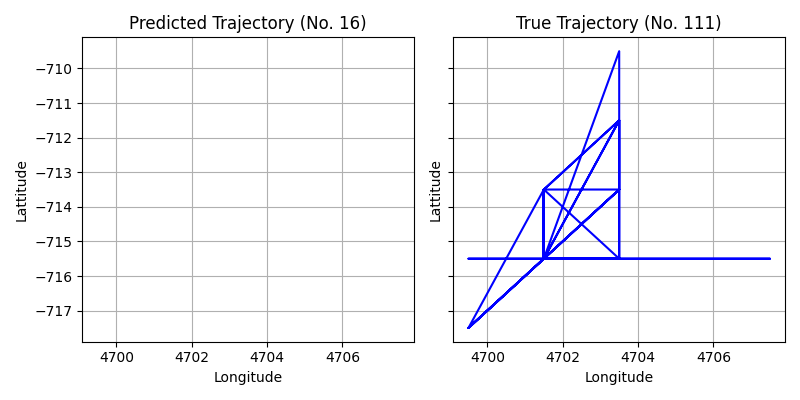 Predicted Trajectory (No. 16)
Lattitude
−710
−711
−712
−713
−714
−715
−716
−717
4700
4702
4704
4706
Longitude
True Trajectory (No. 111)
Lattitude
4700
4702
4704
4706
Longitude